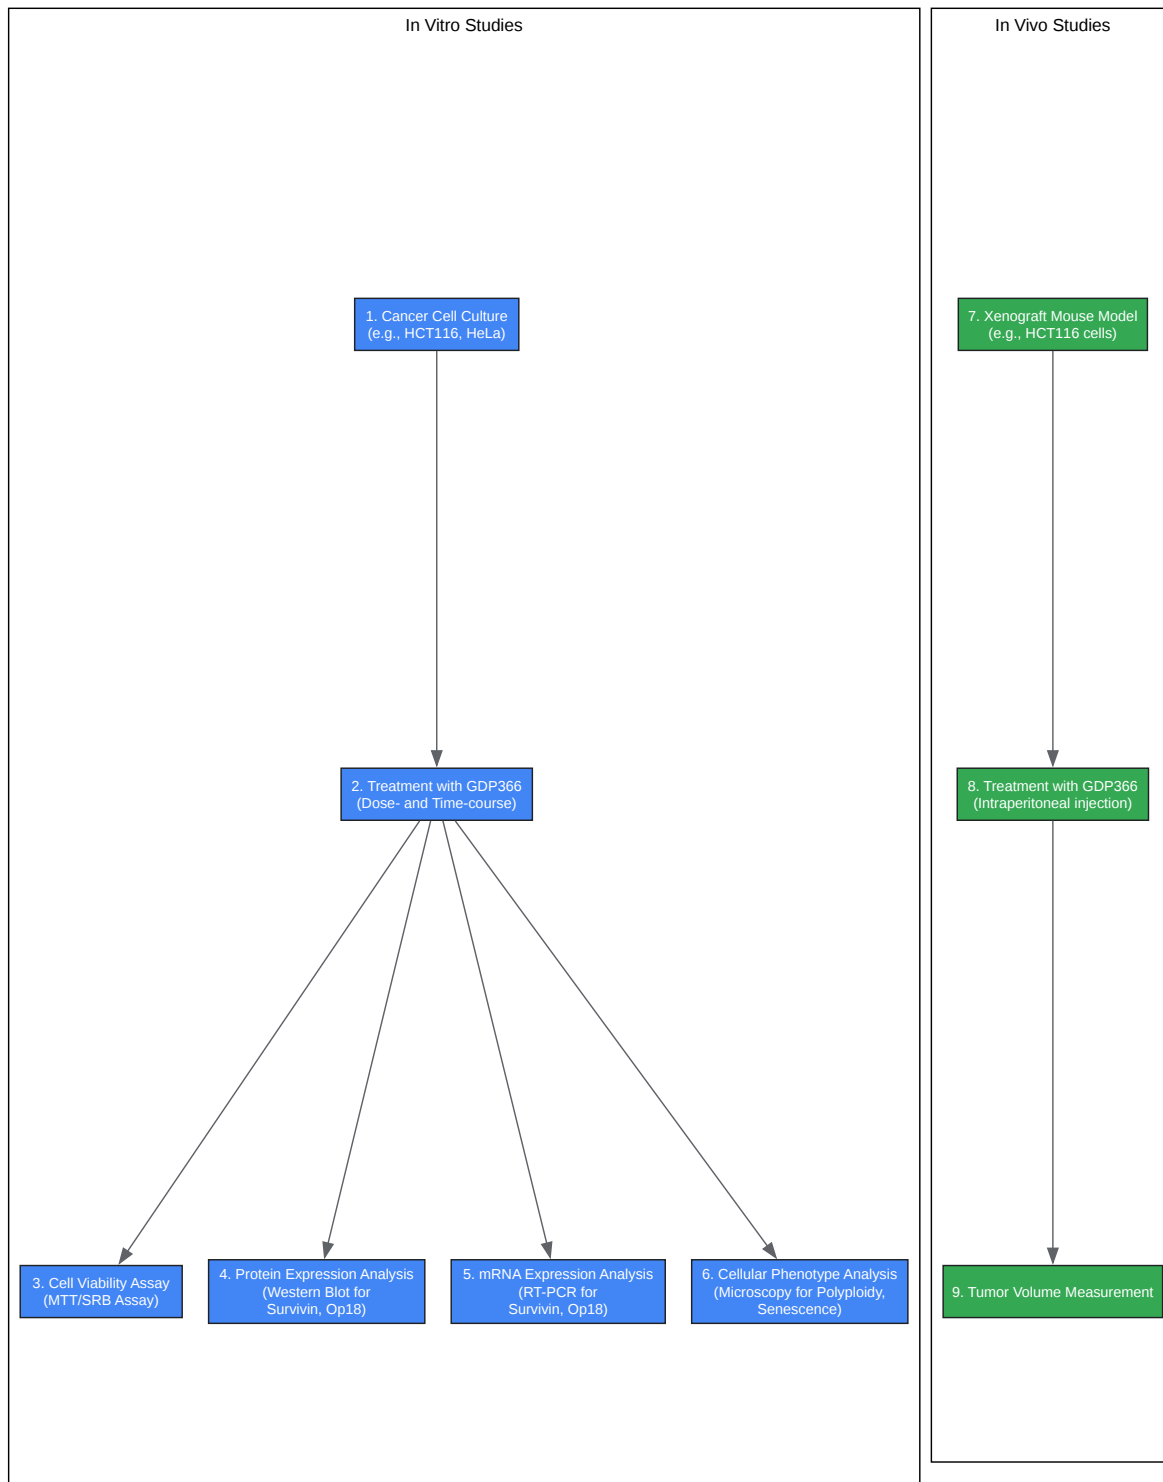 In Vitro Studies
1. Cancer Cell Culture
(e.g., HCT116, HeLa)
2. Treatment with GDP366
(Dose- and Time-course)
3. Cell Viability Assay
(MTT/SRB Assay)
4. Protein Expression Analysis
(Western Blot for
Survivin, Op18)
5. mRNA Expression Analysis
(RT-PCR for
Survivin, Op18)
6. Cellular Phenotype Analysis
(Microscopy for Polyploidy,
Senescence)
In Vivo Studies
7. Xenograft Mouse Model
(e.g., HCT116 cells)
8. Treatment with GDP366
(Intraperitoneal injection)
9. Tumor Volume Measurement